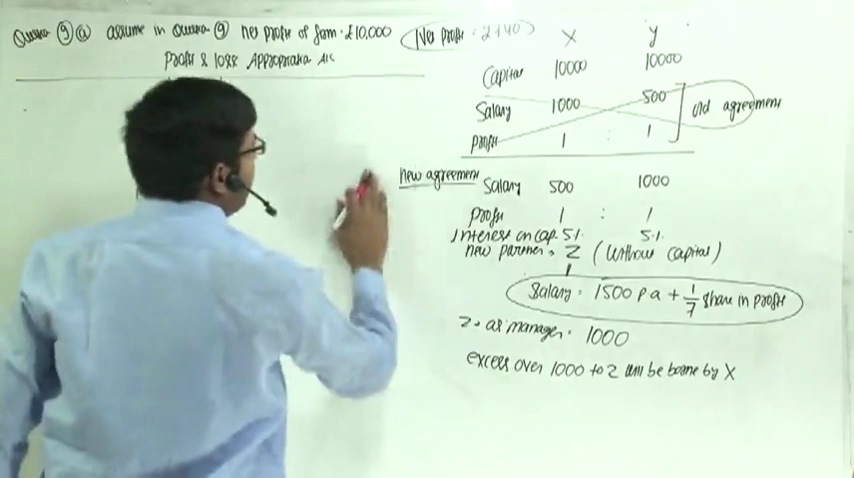 Question 9 @ assume in Question 9 net profit of firm : £10,000
Profit & loss Appropriation A/c
(Net profit : 2140)
X Y
Capital 10000 10000
Salary 1000 500
Profit 1 : 1
old agreement
new agreement
Salary 500 1000
Profit 1 : 1
Interest on cap. 5%. 5%.
new partner, Z (without capital)
Salary . 1500 p a + 1/7 share in profit
Z . as manager . 1000
excess over 1000 to Z will be borne by X